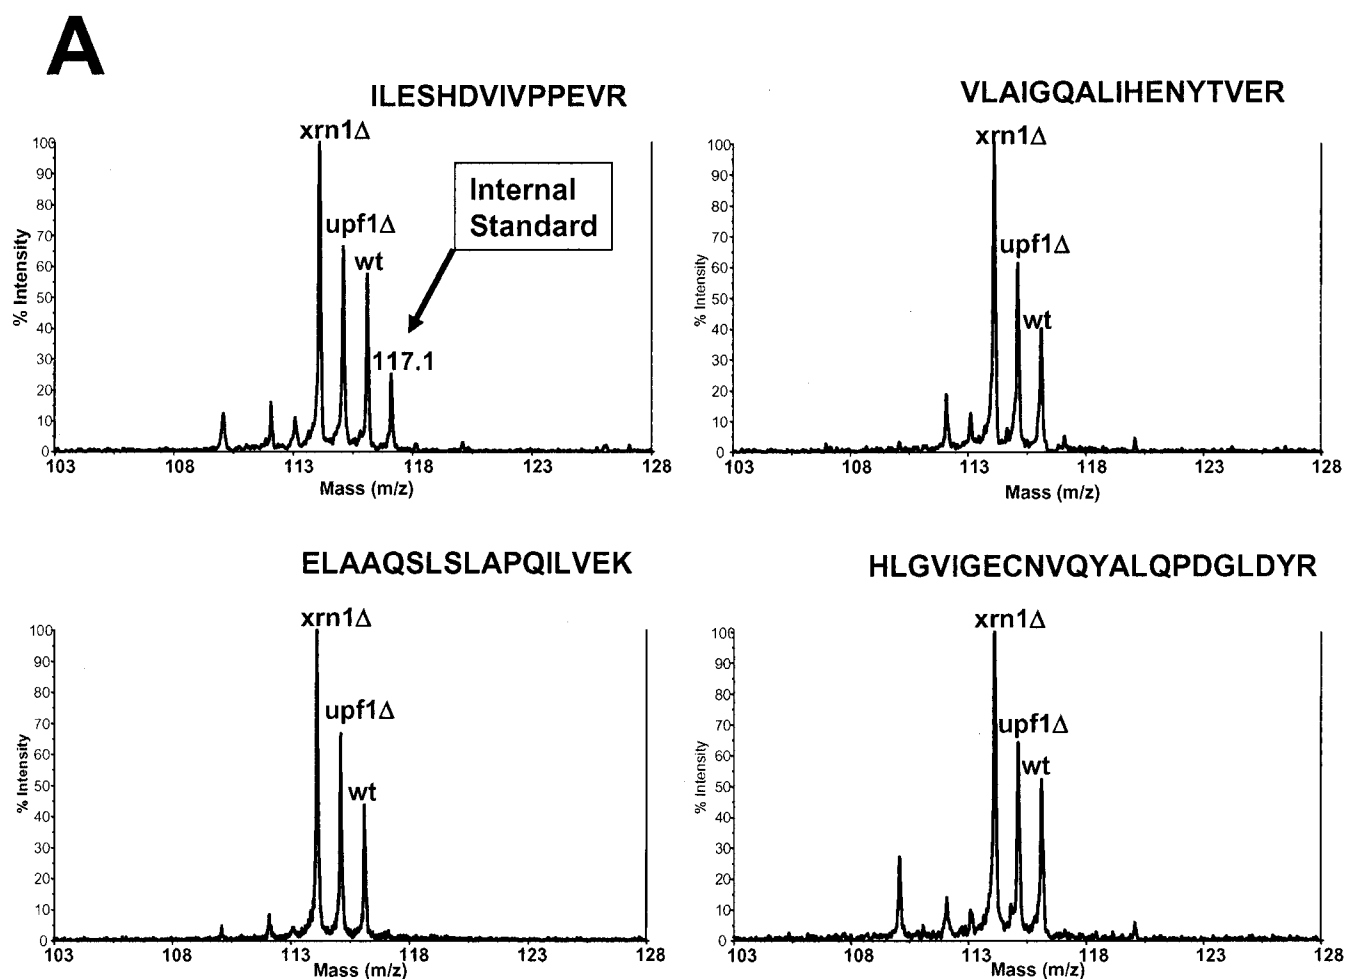 A
ILESHDVIVPPEVR
xrn1Δ
upf1Δ
wt
117.1
Internal
Standard
% Intensity
100
90
80
70
60
50
40
30
20
10
0
103 108 113 118 123 128
Mass (m/z)
VLAIGQALIHENYTVER
xrn1Δ
upf1Δ
wt
% Intensity
100
90
80
70
60
50
40
30
20
10
0
103 108 113 118 123 128
Mass (m/z)
ELAAQSLSLAPQILVEK
xrn1Δ
upf1Δ
wt
% Intensity
100
90
80
70
60
50
40
30
20
10
0
103 108 113 118 123 128
Mass (m/z)
HLGVIGECNVQYALQPDGLDYR
xrn1Δ
upf1Δ
wt
% Intensity
100
90
80
70
60
50
40
30
20
10
0
103 108 113 118 123 128
Mass (m/z)